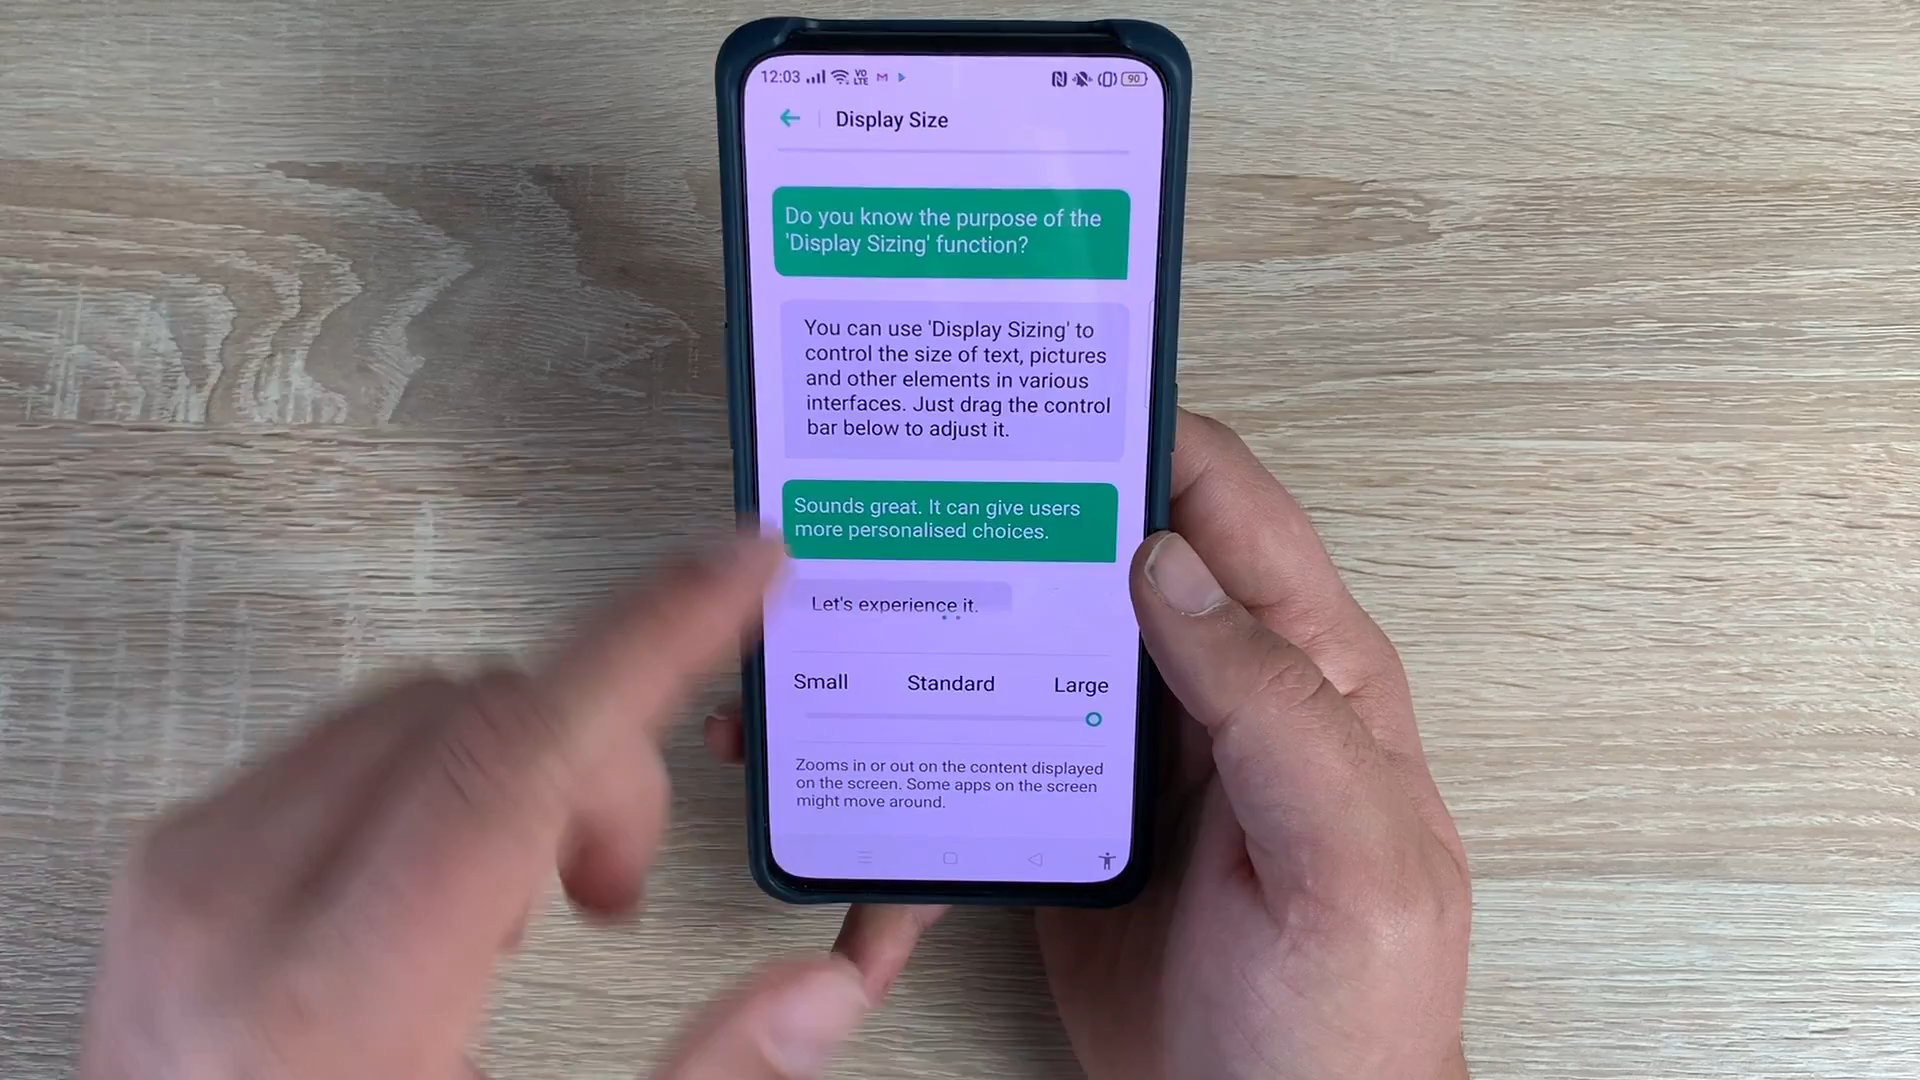 12:03 VO LTE 90
Display Size
Do you know the purpose of the
'Display Sizing' function?
You can use 'Display Sizing' to
control the size of text, pictures
and other elements in various
interfaces. Just drag the control
bar below to adjust it.
Sounds great. It can give users
more personalised choices.
Let's experience it.
Small Standard Large
Zooms in or out on the content displayed
on the screen. Some apps on the screen
might move around.